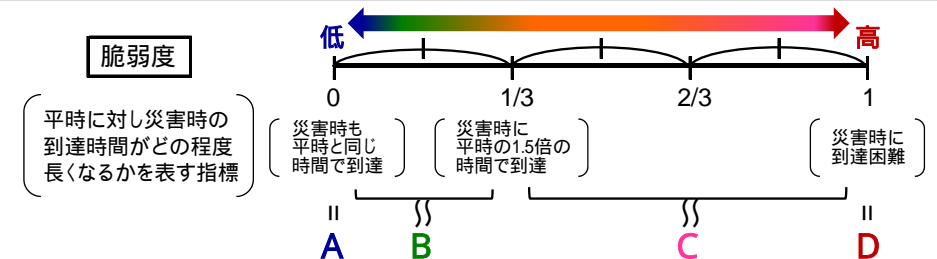 脆弱度
平時に対し災害時の
到達時間がどの程度
長くなるかを表す指標
低
高
0
1/3
2/3
1
災害時も
平時と同じ
時間で到達
災害時に
平時の1.5倍の
時間で到達
災害時に
到達困難
=
A
B
C
=
D